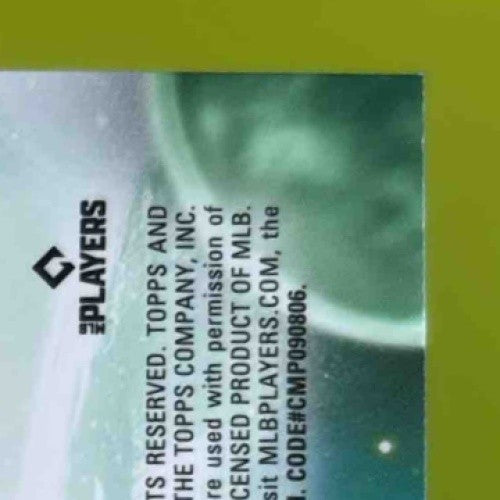 MLB PLAYERS
TS RESERVED. TOPPS AND
THE TOPPS COMPANY, INC.
re used with permission of
CENSED PRODUCT OF MLB.
sit MLBPLAYERS.COM, the
. CODE#CMP090806.